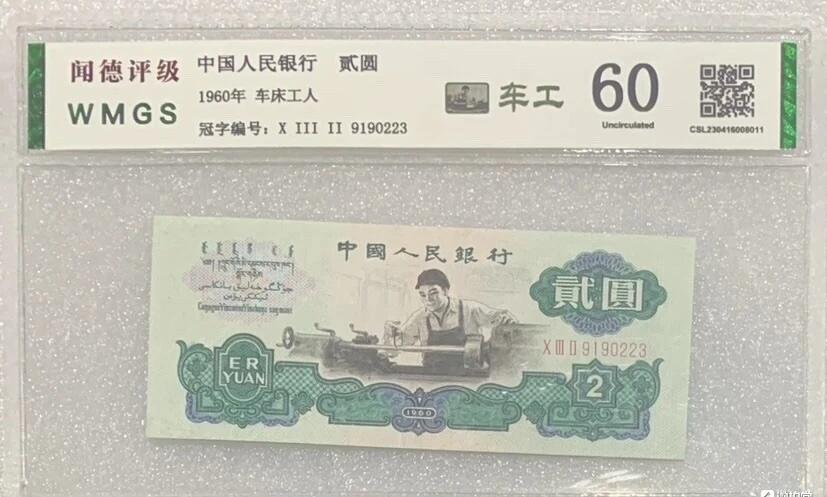 闻德评级
WMGS
中国人民银行 贰圆
1960年 车床工人
冠字编号：X III II 9190223
车工
60
Uncirculated
CSL230416008011
中國人民銀行
貳圓
X III II 9190223
ER
YUAN
1960
2